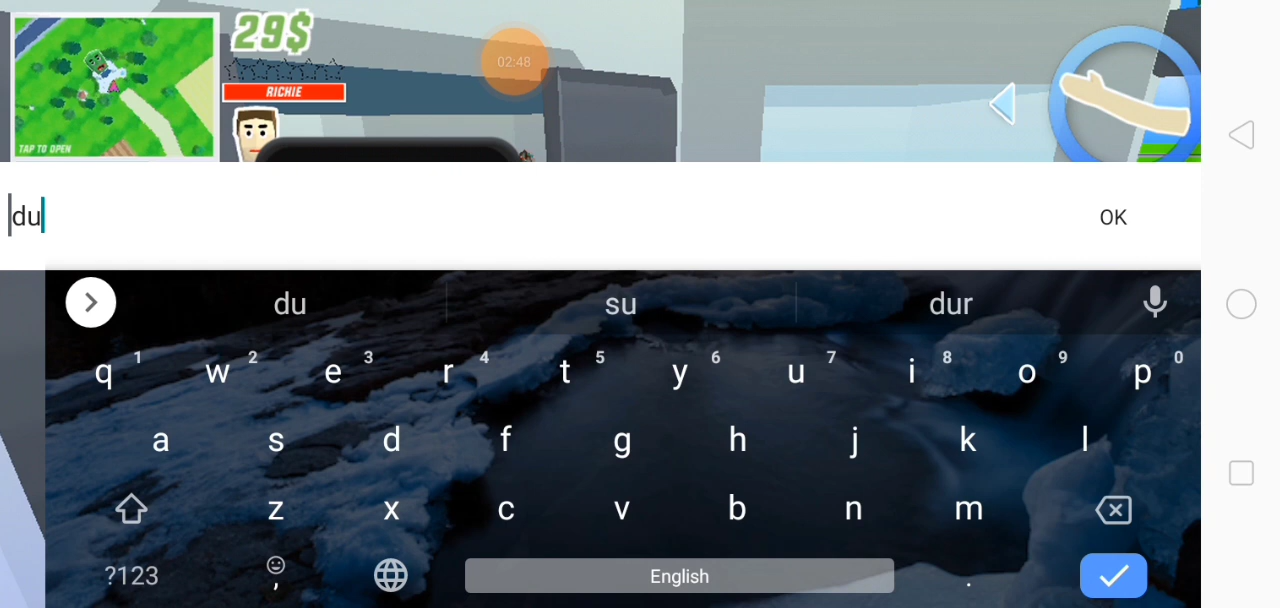 29$
02:48
RICHIE
TAP TO OPEN
du
OK
du su dur
q 1 w 2 e 3 r 4 t 5 y 6 u 7 i 8 o 9 p 0
a s d f g h j k l
z x c v b n m
?123 , English .